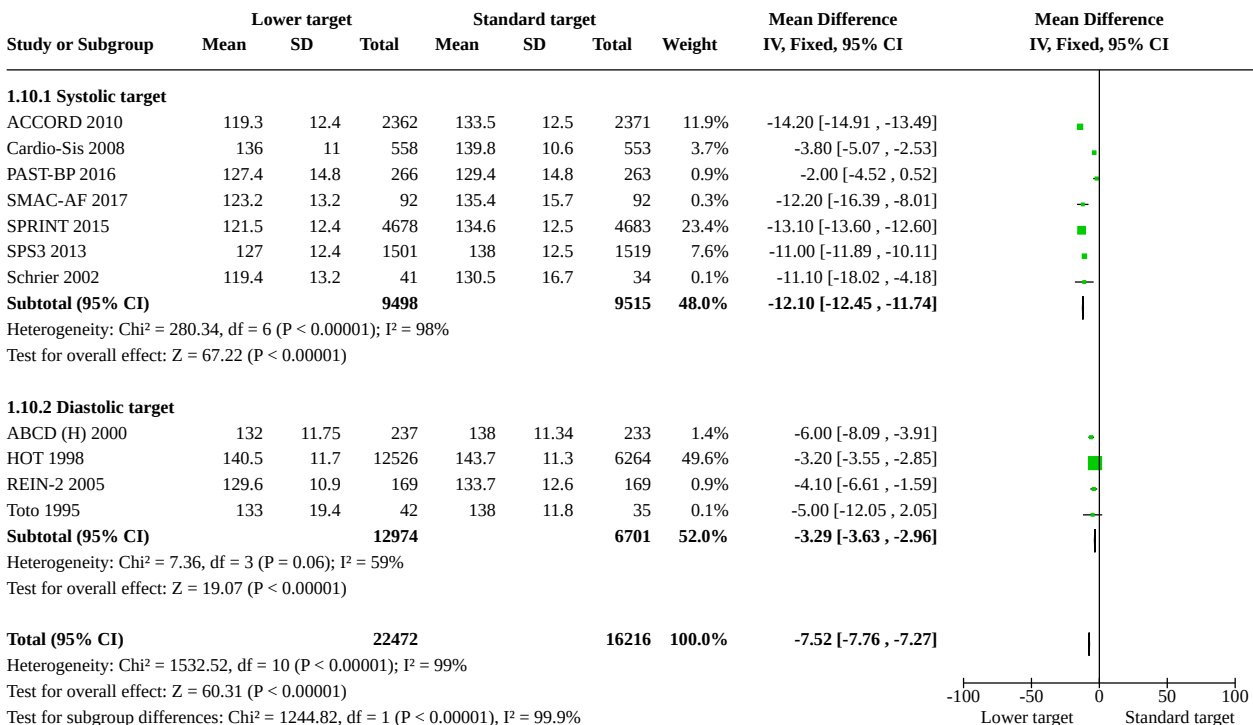 Lower target Standard target Mean Difference Mean Difference
Study or Subgroup Mean SD Total Mean SD Total Weight IV, Fixed, 95% CI IV, Fixed, 95% CI
1.10.1 Systolic target
ACCORD 2010 119.3 12.4 2362 133.5 12.5 2371 11.9% -14.20 [-14.91 , -13.49]
Cardio-Sis 2008 136 11 558 139.8 10.6 553 3.7% -3.80 [-5.07 , -2.53]
PAST-BP 2016 127.4 14.8 266 129.4 14.8 263 0.9% -2.00 [-4.52 , 0.52]
SMAC-AF 2017 123.2 13.2 92 135.4 15.7 92 0.3% -12.20 [-16.39 , -8.01]
SPRINT 2015 121.5 12.4 4678 134.6 12.5 4683 23.4% -13.10 [-13.60 , -12.60]
SPS3 2013 127 12.4 1501 138 12.5 1519 7.6% -11.00 [-11.89 , -10.11]
Schrier 2002 119.4 13.2 41 130.5 16.7 34 0.1% -11.10 [-18.02 , -4.18]
Subtotal (95% CI) 9498 9515 48.0% -12.10 [-12.45 , -11.74]
Heterogeneity: Chi² = 280.34, df = 6 (P < 0.00001); I² = 98%
Test for overall effect: Z = 67.22 (P < 0.00001)
1.10.2 Diastolic target
ABCD (H) 2000 132 11.75 237 138 11.34 233 1.4% -6.00 [-8.09 , -3.91]
HOT 1998 140.5 11.7 12526 143.7 11.3 6264 49.6% -3.20 [-3.55 , -2.85]
REIN-2 2005 129.6 10.9 169 133.7 12.6 169 0.9% -4.10 [-6.61 , -1.59]
Toto 1995 133 19.4 42 138 11.8 35 0.1% -5.00 [-12.05 , 2.05]
Subtotal (95% CI) 12974 6701 52.0% -3.29 [-3.63 , -2.96]
Heterogeneity: Chi² = 7.36, df = 3 (P = 0.06); I² = 59%
Test for overall effect: Z = 19.07 (P < 0.00001)
Total (95% CI) 22472 16216 100.0% -7.52 [-7.76 , -7.27]
Heterogeneity: Chi² = 1532.52, df = 10 (P < 0.00001); I² = 99%
Test for overall effect: Z = 60.31 (P < 0.00001) -100 -50 0 50 100
Test for subgroup differences: Chi² = 1244.82, df = 1 (P < 0.00001), I² = 99.9% Lower target Standard target